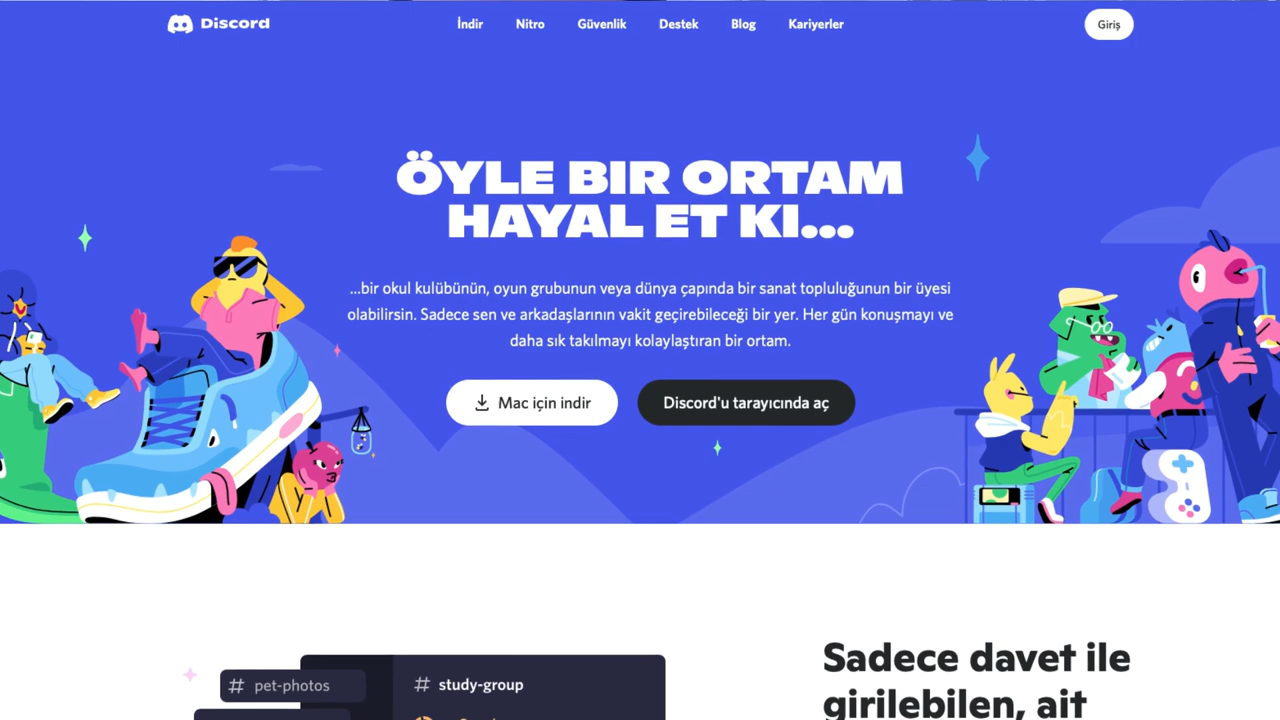 Discord
İndir Nitro Güvenlik Destek Blog Kariyerler
Giriş
ÖYLE BIR ORTAM
HAYAL ET KI...
...bir okul kulübünün, oyun grubunun veya dünya çapında bir sanat topluluğunun bir üyesi
olabilirsin. Sadece sen ve arkadaşlarının vakit geçirebileceği bir yer. Her gün konuşmayı ve
daha sık takılmayı kolaylaştıran bir ortam.
Mac için indir
Discord'u tarayıcında aç
# pet-photos
# study-group
Sadece davet ile
girilebilen, ait